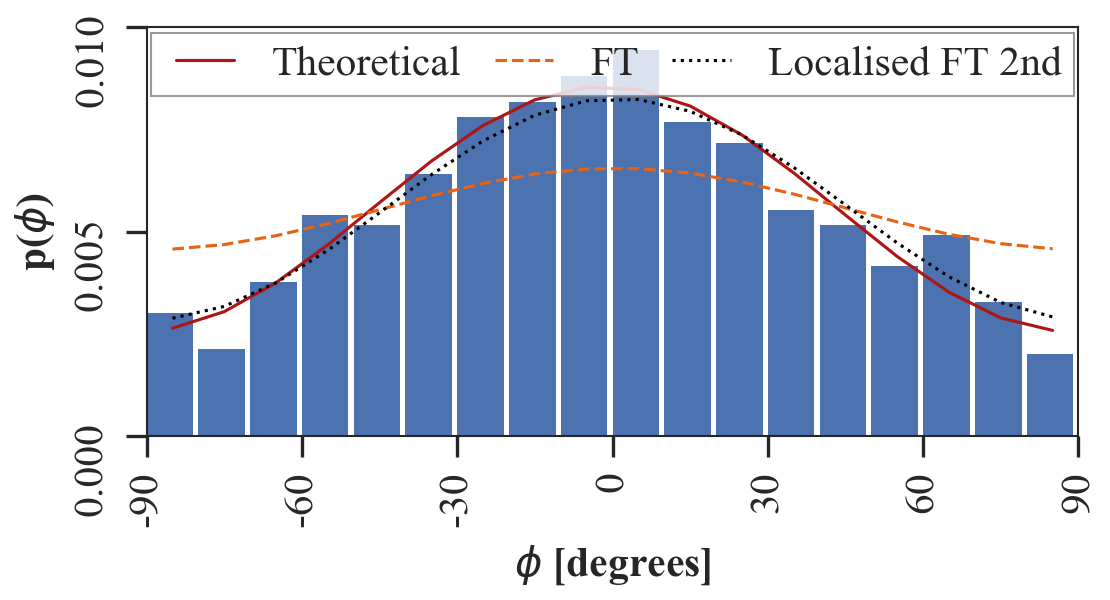 Theoretical FT Localised FT 2nd
p(ϕ)
0.010
0.005
0.000
-90 -60 -30 0 30 60 90
ϕ [degrees]